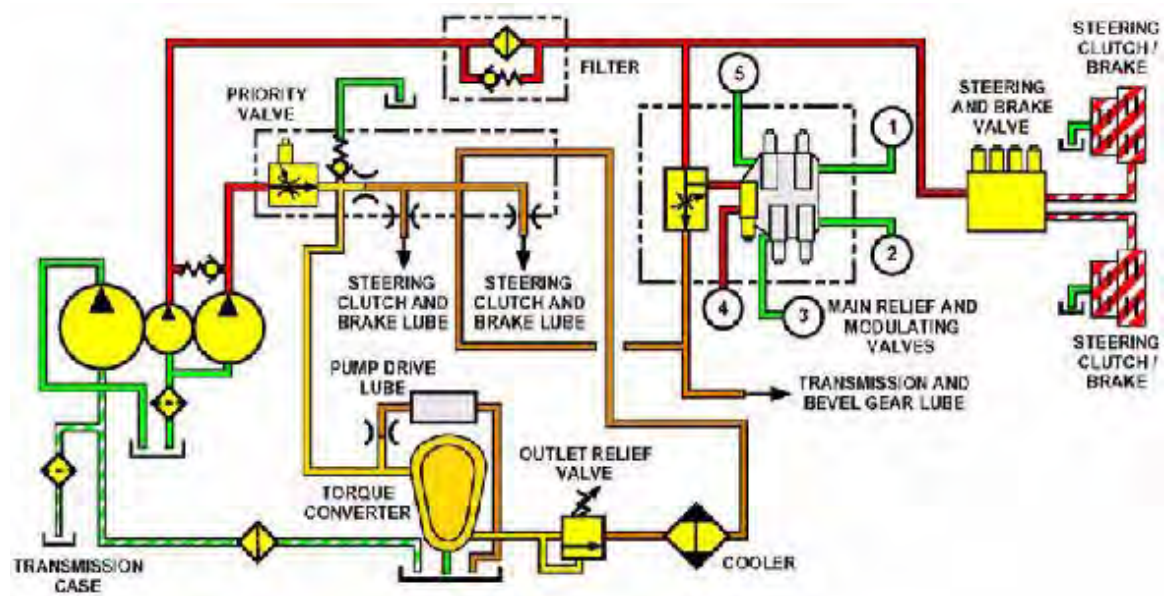 STEERING
CLUTCH /
BRAKE
FILTER
5
PRIORITY
VALVE
STEERING
AND BRAKE
VALVE
1
2
STEERING
CLUTCH AND
BRAKE LUBE
STEERING
CLUTCH AND
BRAKE LUBE
4
3
MAIN RELIEF AND
MODULATING
VALVES
STEERING
CLUTCH /
BRAKE
PUMP DRIVE
LUBE
TRANSMISSION AND
BEVEL GEAR LUBE
OUTLET RELIEF
VALVE
TORQUE
CONVERTER
COOLER
TRANSMISSION
CASE